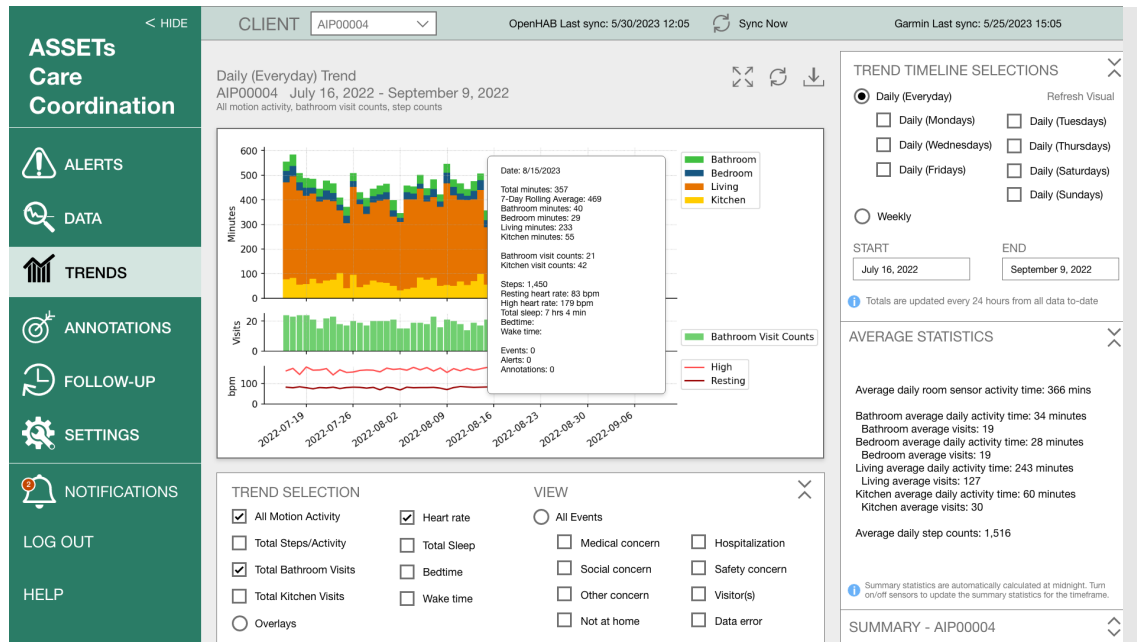 < HIDE
ASSETs
Care
Coordination
ALERTS
DATA
TRENDS
ANNOTATIONS
FOLLOW-UP
SETTINGS
2
NOTIFICATIONS
LOG OUT
HELP
CLIENT AIP00004
OpenHAB Last sync: 5/30/2023 12:05
Sync Now
Garmin Last sync: 5/25/2023 15:05
Daily (Everyday) Trend
AIP00004 July 16, 2022 - September 9, 2022
All motion activity, bathroom visit counts, step counts
Minutes
600
500
400
300
200
100
0
Bathroom
Bedroom
Living
Kitchen
Visits
20
0
Bathroom Visit Counts
bpm
100
0
High
Resting
2022-07-19
2022-07-26
2022-08-02
2022-08-09
2022-08-16
2022-08-23
2022-08-30
2022-09-06
Date: 8/15/2023
Total minutes: 357
7-Day Rolling Average: 469
Bathroom minutes: 40
Bedroom minutes: 29
Living minutes: 233
Kitchen minutes: 55
Bathroom visit counts: 21
Kitchen visit counts: 42
Steps: 1,450
Resting heart rate: 83 bpm
High heart rate: 179 bpm
Total sleep: 7 hrs 4 min
Bedtime:
Wake time:
Events: 0
Alerts: 0
Annotations: 0
TREND SELECTION
All Motion Activity
Heart rate
Total Steps/Activity
Total Sleep
Total Bathroom Visits
Bedtime
Total Kitchen Visits
Wake time
Overlays
VIEW
All Events
Medical concern
Hospitalization
Social concern
Safety concern
Other concern
Visitor(s)
Not at home
Data error
TREND TIMELINE SELECTIONS
Daily (Everyday)
Refresh Visual
Daily (Mondays)
Daily (Tuesdays)
Daily (Wednesdays)
Daily (Thursdays)
Daily (Fridays)
Daily (Saturdays)
Daily (Sundays)
Weekly
START
END
July 16, 2022
September 9, 2022
Totals are updated every 24 hours from all data to-date
AVERAGE STATISTICS
Average daily room sensor activity time: 366 mins
Bathroom average daily activity time: 34 minutes
Bathroom average visits: 19
Bedroom average daily activity time: 28 minutes
Bedroom average visits: 19
Living average daily activity time: 243 minutes
Living average visits: 127
Kitchen average daily activity time: 60 minutes
Kitchen average visits: 30
Average daily step counts: 1,516
Summary statistics are automatically calculated at midnight. Turn
on/off sensors to update the summary statistics for the timeframe.
SUMMARY - AIP00004